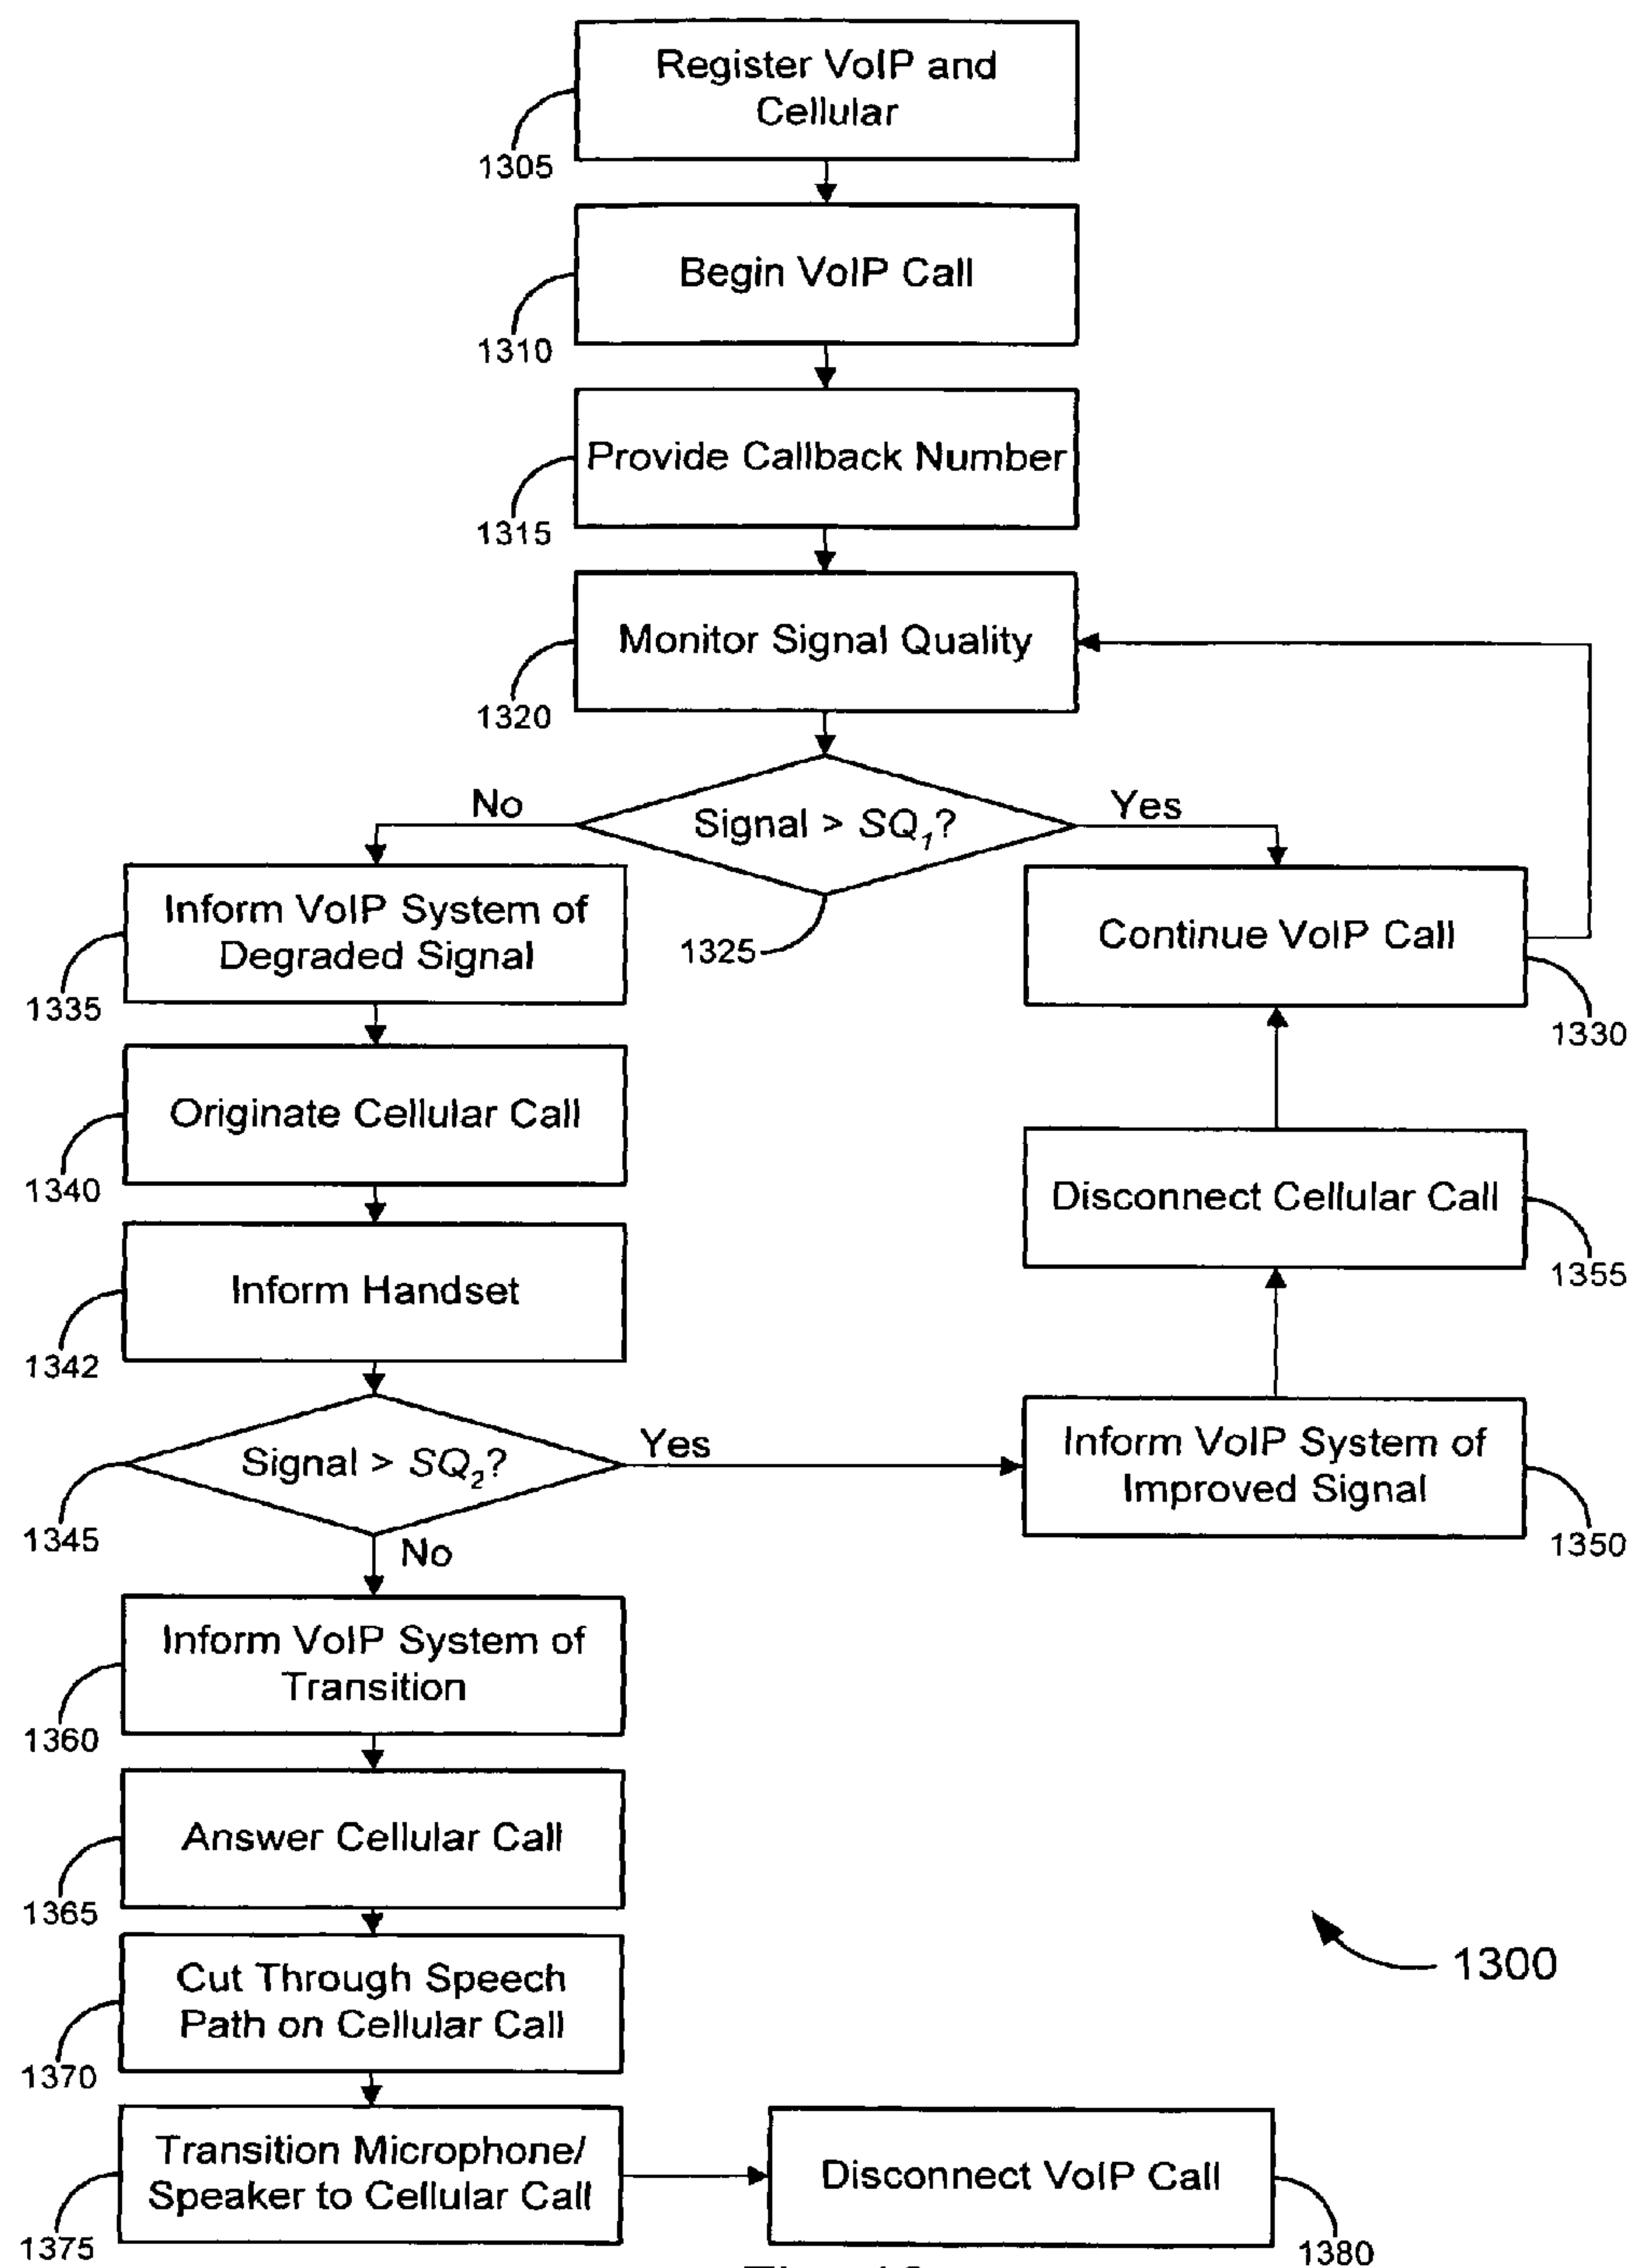 Register VoIP and
Cellular
1305
Begin VoIP Call
1310
Provide Callback Number
1315
Monitor Signal Quality
1320
Signal > SQ₁?
No
Yes
1325
Inform VoIP System of
Degraded Signal
1335
Continue VoIP Call
1330
Originate Cellular Call
1340
Disconnect Cellular Call
1355
Inform Handset
1342
Signal > SQ₂?
Yes
No
1345
Inform VoIP System of
Improved Signal
1350
Inform VoIP System of
Transition
1360
Answer Cellular Call
1365
Cut Through Speech
Path on Cellular Call
1370
1300
Transition Microphone/
Speaker to Cellular Call
1375
Disconnect VoIP Call
1380